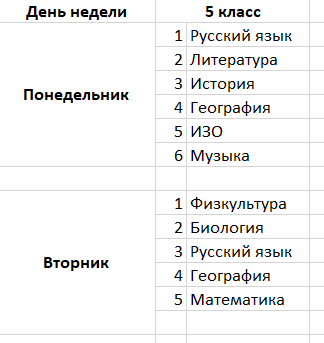 День недели 5 класс
Понедельник
1 Русский язык
2 Литература
3 История
4 География
5 ИЗО
6 Музыка
Вторник
1 Физкультура
2 Биология
3 Русский язык
4 География
5 Математика